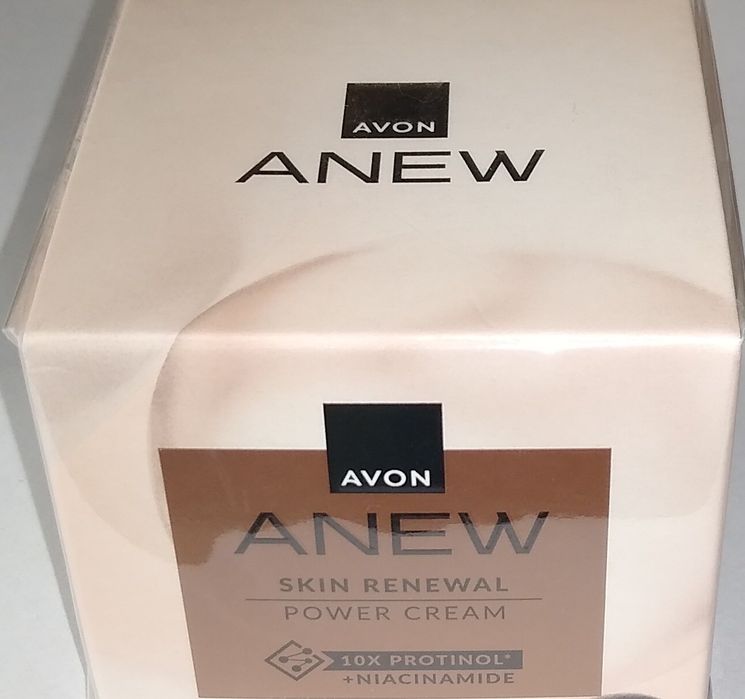 AVON
ANEW
AVON
ANEW
SKIN RENEWAL
POWER CREAM
10X PROTINOL*
+NIACINAMIDE